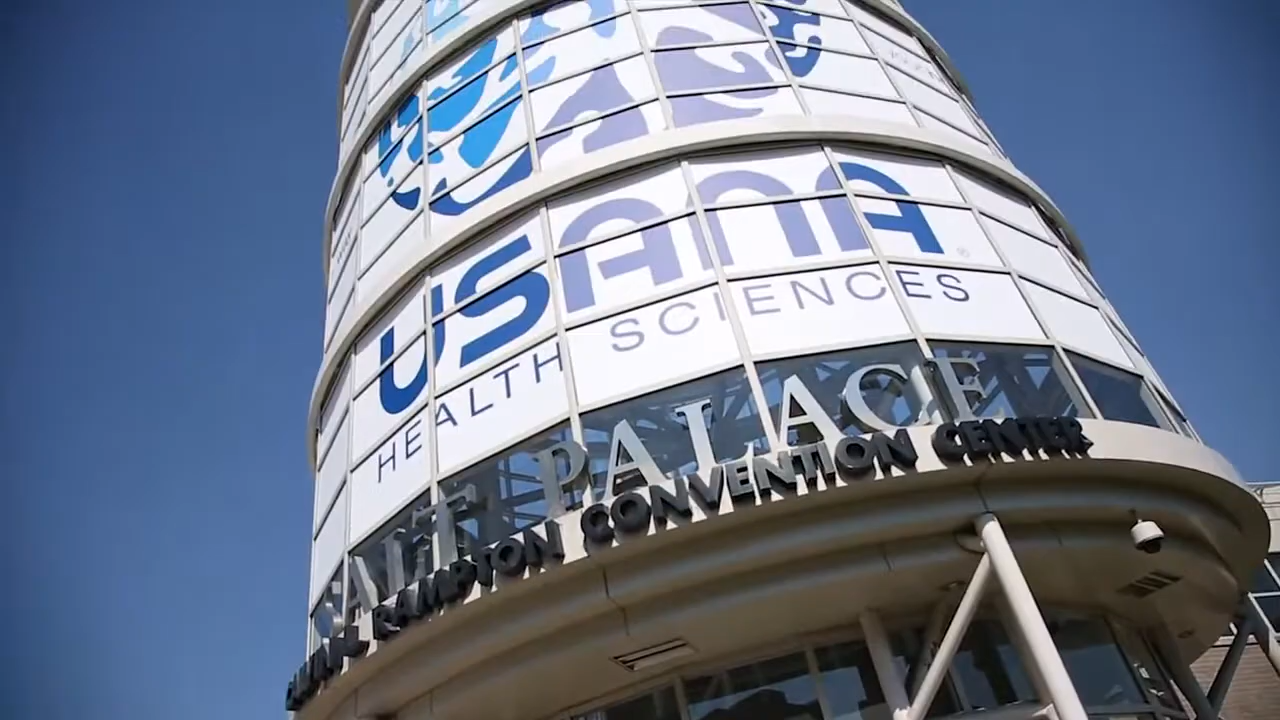 USANA®
HEALTH SCIENCES
SALT PALACE
CALVIN L. RAMPTON CONVENTION CENTER